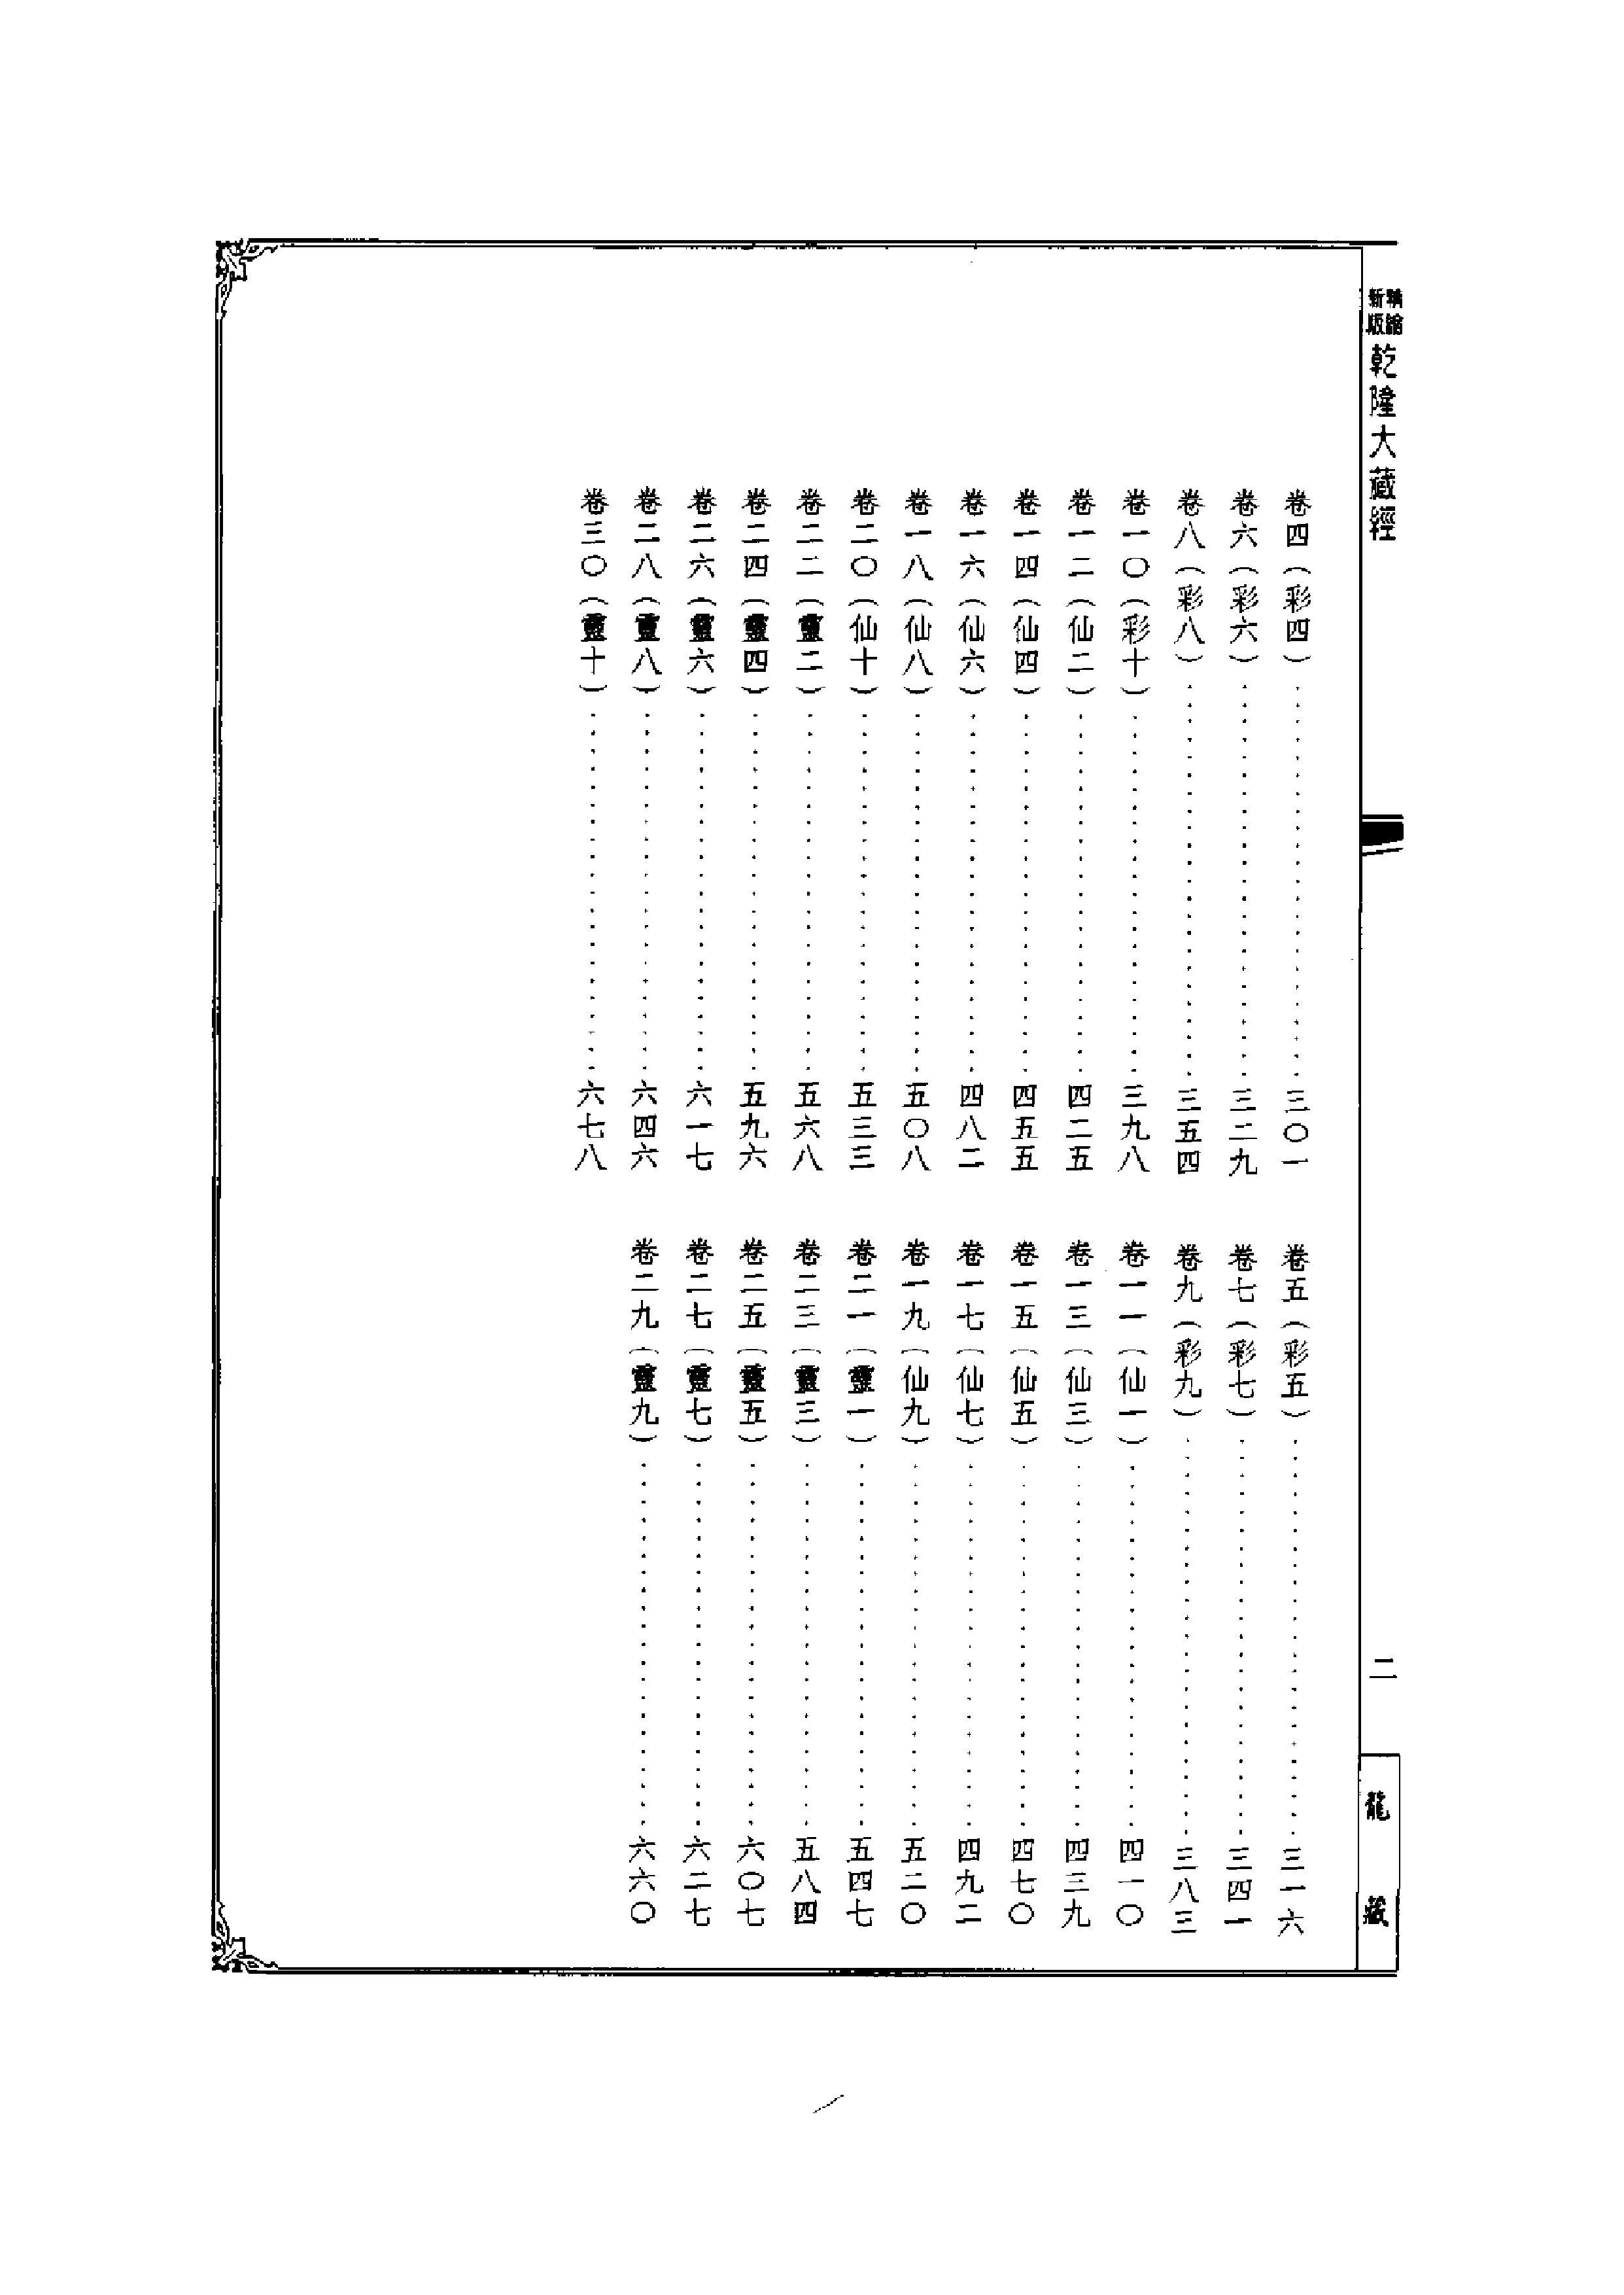 新版
乾隆大藏經
二
龍藏
卷四（彩四）……三〇一　卷五（彩五）……三一六
卷六（彩六）……三二九　卷七（彩七）……三四一
卷八（彩八）……三五四　卷九（彩九）……三八三
卷一〇（彩十）……三九八　卷一一（仙一）……四一〇
卷一二（仙二）……四二五　卷一三（仙三）……四三九
卷一四（仙四）……四五五　卷一五（仙五）……四七〇
卷一六（仙六）……四八二　卷一七（仙七）……四九二
卷一八（仙八）……五〇八　卷一九（仙九）……五二〇
卷二〇（仙十）……五三三　卷二一（靈一）……五四七
卷二二（靈二）……五六八　卷二三（靈三）……五八四
卷二四（靈四）……五九六　卷二五（靈五）……六〇七
卷二六（靈六）……六一七　卷二七（靈七）……六二七
卷二八（靈八）……六四六　卷二九（靈九）……六六〇
卷三〇（靈十）……六七八